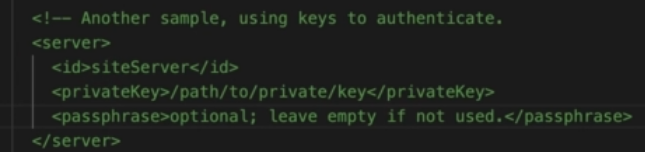 <!-- Another sample, using keys to authenticate.
<server>
<id>siteServer</id>
<privateKey>/path/to/private/key</privateKey>
<passphrase>optional; leave empty if not used.</passphrase>
</server>